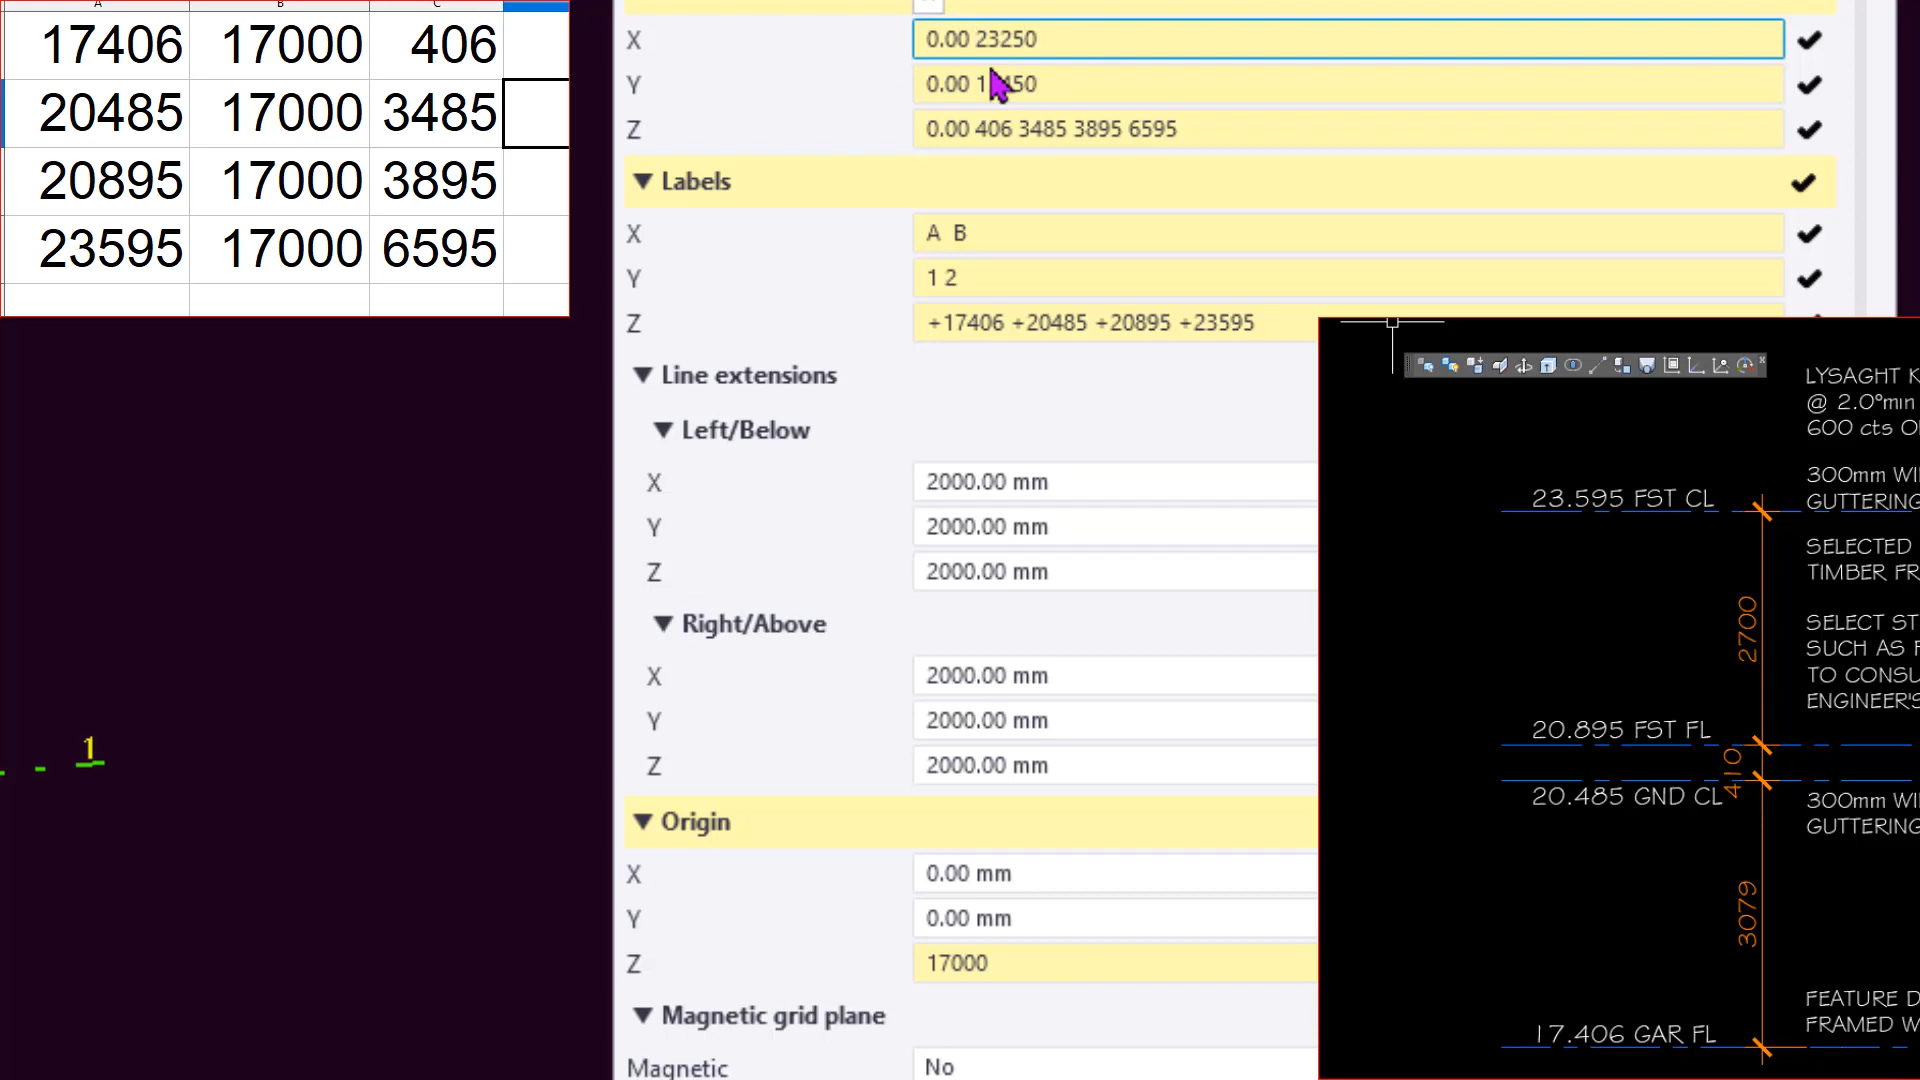 A B C
17406 17000 406
20485 17000 3485
20895 17000 3895
23595 17000 6595
X 0.00 23250
Y 0.00
Z 0.00 406 3485 3895 6595
Labels
X A B
Y 1 2
Z +17406 +20485 +20895 +23595
Line extensions
Left/Below
X 2000.00 mm
Y 2000.00 mm
Z 2000.00 mm
Right/Above
X 2000.00 mm
Y 2000.00 mm
Z 2000.00 mm
Origin
X 0.00 mm
Y 0.00 mm
Z 17000
Magnetic grid plane
Magnetic No
1
LYSAGHT K
@ 2.0°min
600 cts O
300mm WI
GUTTERING
23.595 FST CL
SELECTED
TIMBER FR
2700
SELECT ST
SUCH AS
TO CONSU
ENGINEER'S
20.895 FST FL
410
20.485 GND CL
300mm WI
GUTTERING
3079
FEATURE D
FRAMED W
17.406 GAR FL